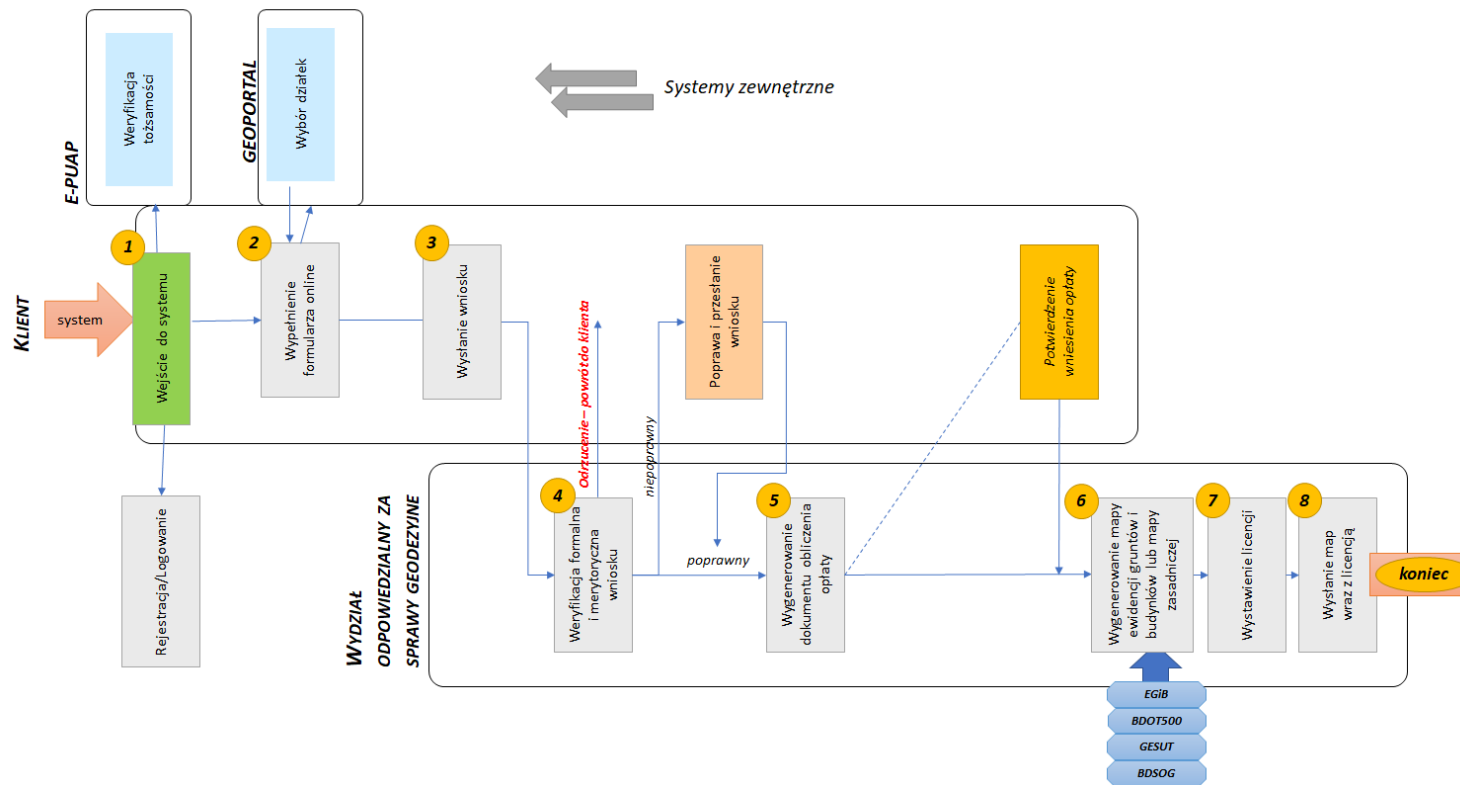 E-PUAP
Weryfikacja
tożsamości
GEOPORTAL
Wybór działek
Systemy zewnętrzne
KLIENT
system
1
Wejście do systemu
2
Wypełnienie
formularza online
3
Wysłanie wniosku
Odrzucenie – powrót do klienta
niepoprawny
Poprawa i przesłanie
wniosku
Potwierdzenie
wniesienia opłaty
Rejestracja/Logowanie
WYDZIAŁ
ODPOWIEDZIALNY ZA
SPRAWY GEODEZYJNE
4
Weryfikacja formalna
i merytoryczna
wniosku
poprawny
5
Wygenerowanie
dokumentu obliczenia
opłaty
6
Wygenerowanie mapy
ewidencji gruntów i
budynków lub mapy
zasadniczej
7
Wystawienie licencji
8
Wysłanie map
wraz z licencją
koniec
EGiB
BDOT500
GESUT
BDSOG